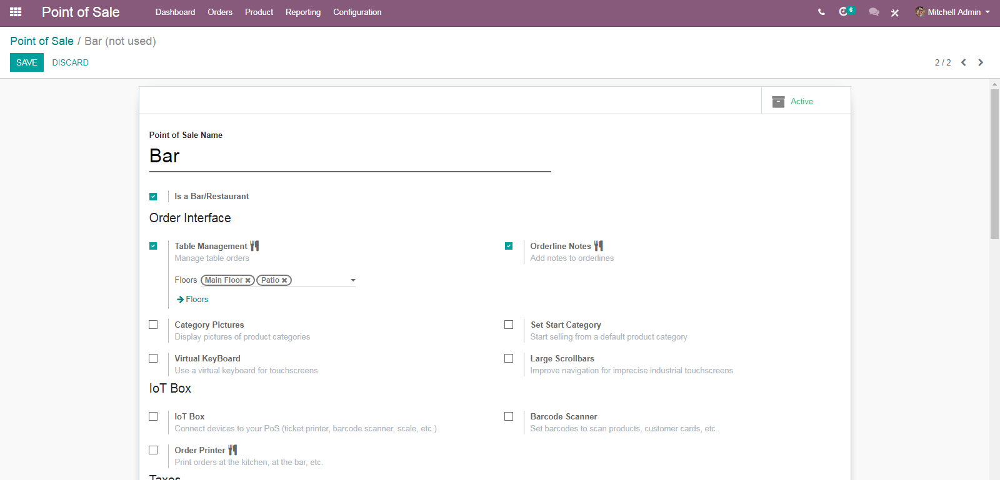 Point of Sale Dashboard Orders Product Reporting Configuration 6 Mitchell Admin
Point of Sale / Bar (not used)
SAVE DISCARD 2 / 2
Active
Point of Sale Name
Bar
Is a Bar/Restaurant
Order Interface
Table Management Orderline Notes
Manage table orders Add notes to orderlines
Floors Main Floor Patio
Floors
Category Pictures Set Start Category
Display pictures of product categories Start selling from a default product category
Virtual KeyBoard Large Scrollbars
Use a virtual keyboard for touchscreens Improve navigation for imprecise industrial touchscreens
IoT Box
IoT Box Barcode Scanner
Connect devices to your PoS (ticket printer, barcode scanner, scale, etc.) Set barcodes to scan products, customer cards, etc.
Order Printer
Print orders at the kitchen, at the bar, etc.
Taxes